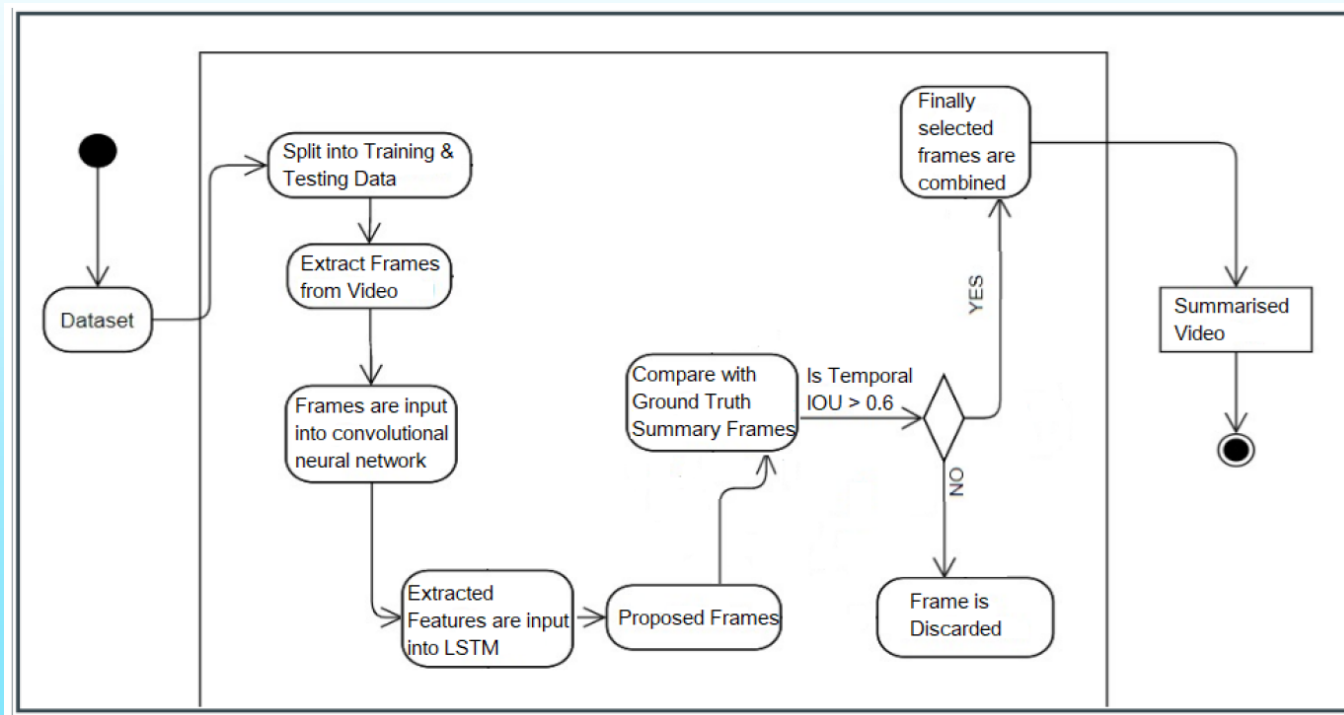 Dataset
Split into Training &
Testing Data
Extract Frames
from Video
Frames are input
into convolutional
neural network
Extracted
Features are input
into LSTM
Proposed Frames
Compare with
Ground Truth
Summary Frames
Is Temporal
IOU > 0.6
YES
NO
Finally
selected
frames are
combined
Frame is
Discarded
Summarised
Video